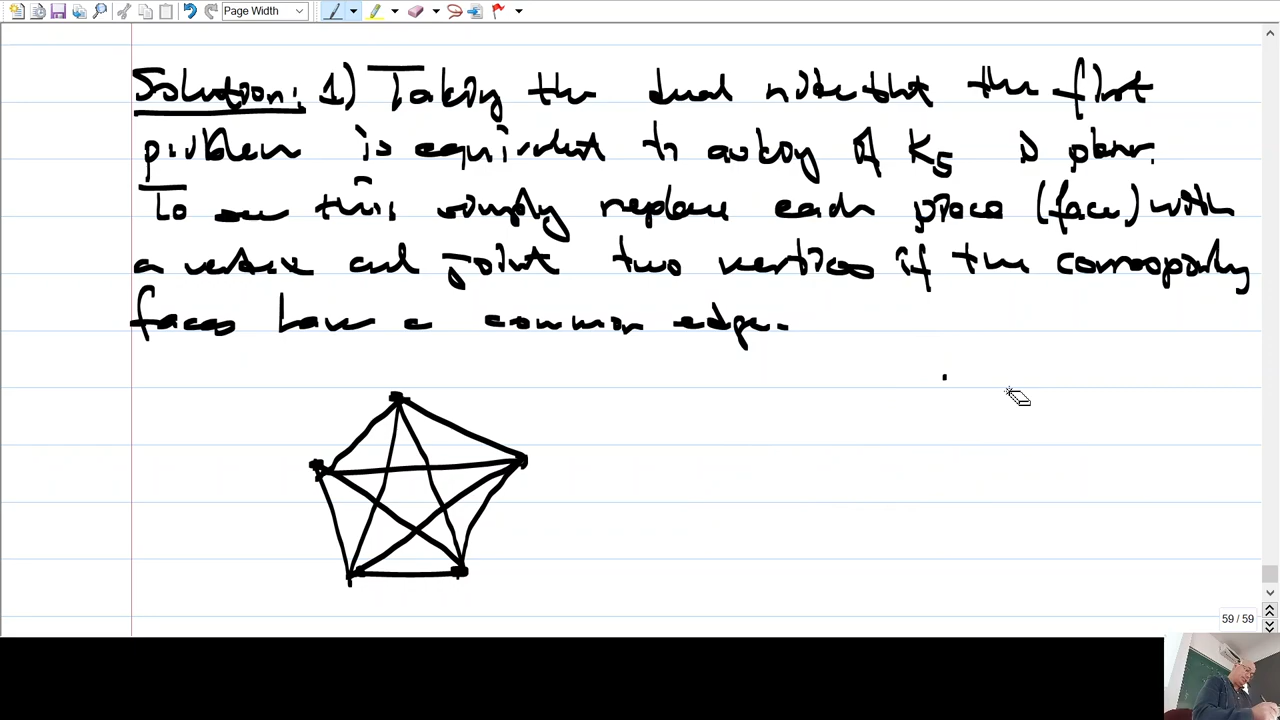 Page Width
Solution: 1) Taking the dual note that the first
problem is equivalent to asking if K5 is planar.
To see this simply replace each piece (face) with
a vertex and joint two vertices if the corresponding
faces have a common edge.
59 / 59